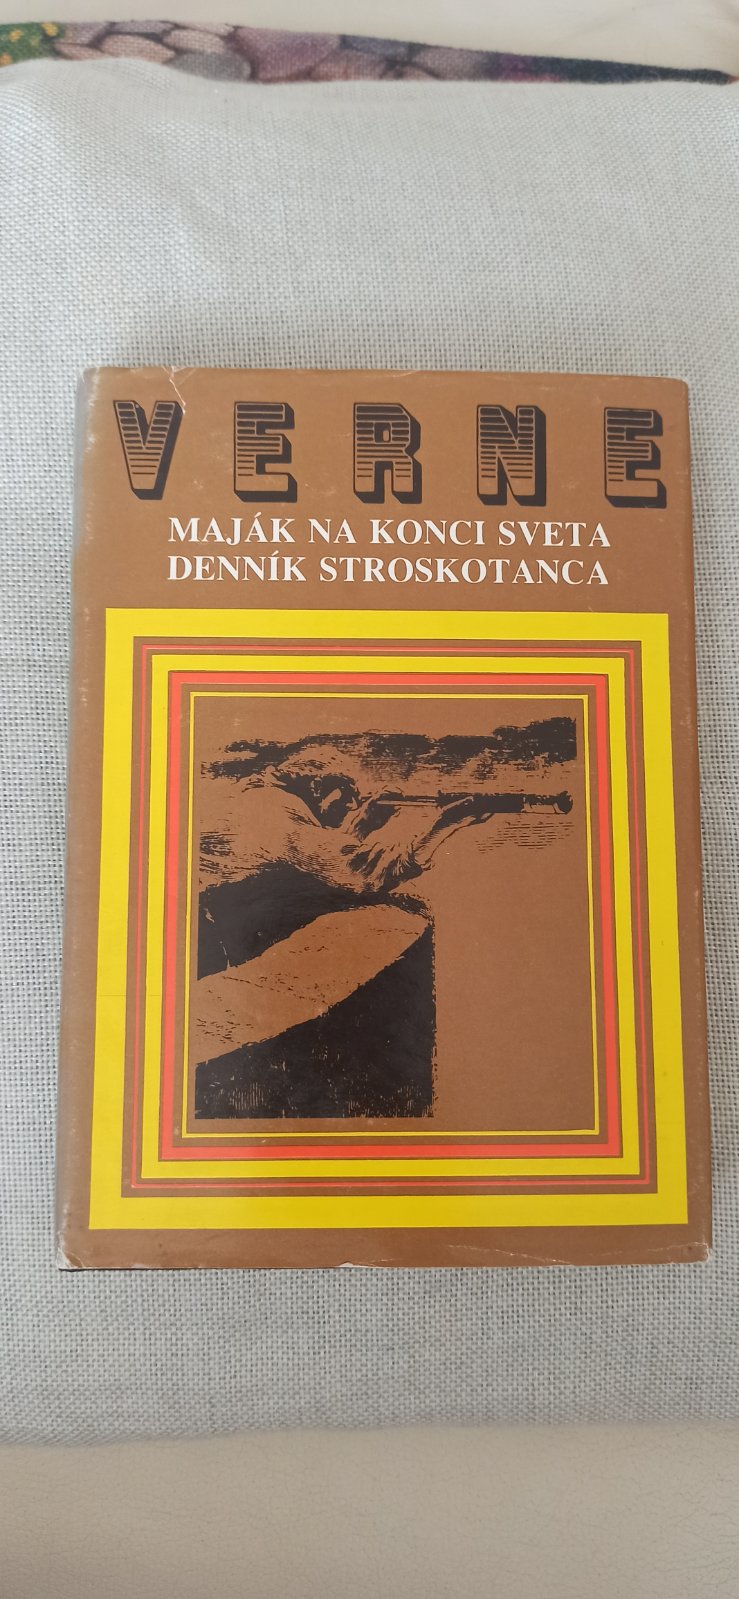 VERNE
MAJÁK NA KONCI SVETA
DENNÍK STROSKOTANCA